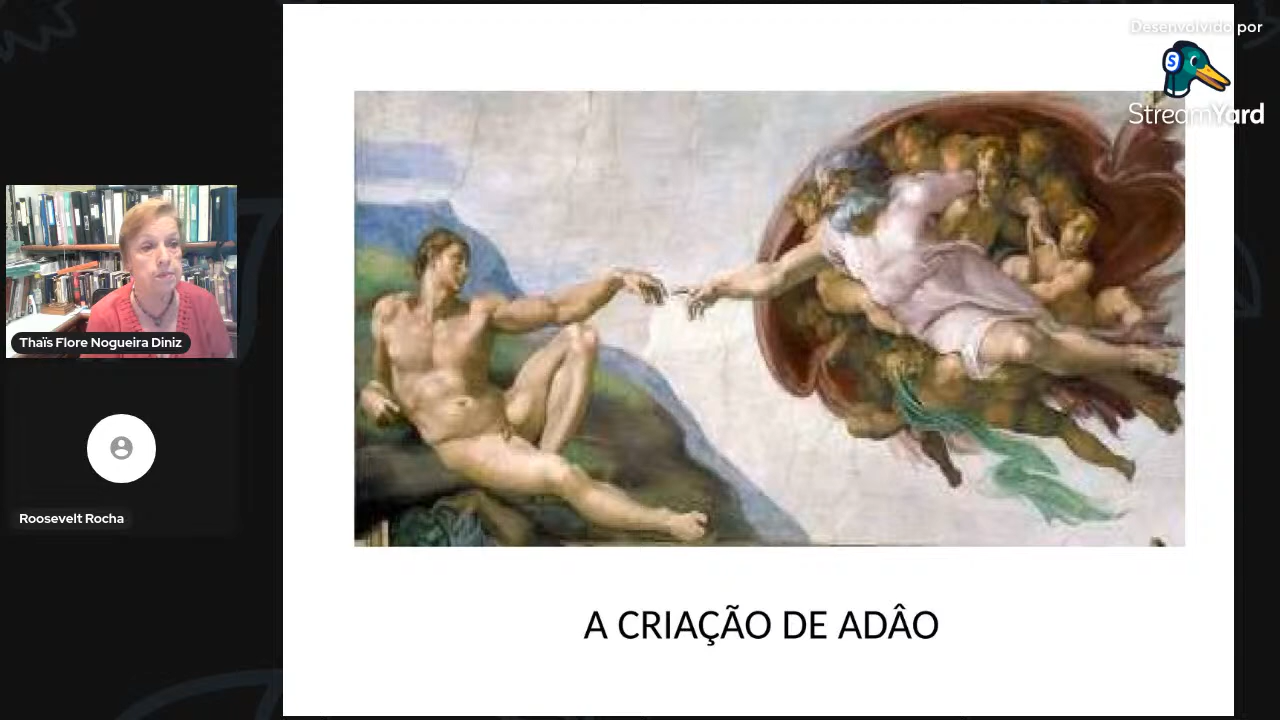 Desenvolvido por
StreamYard
Thaïs Flore Nogueira Diniz
Roosevelt Rocha
A CRIAÇÃO DE ADÂO